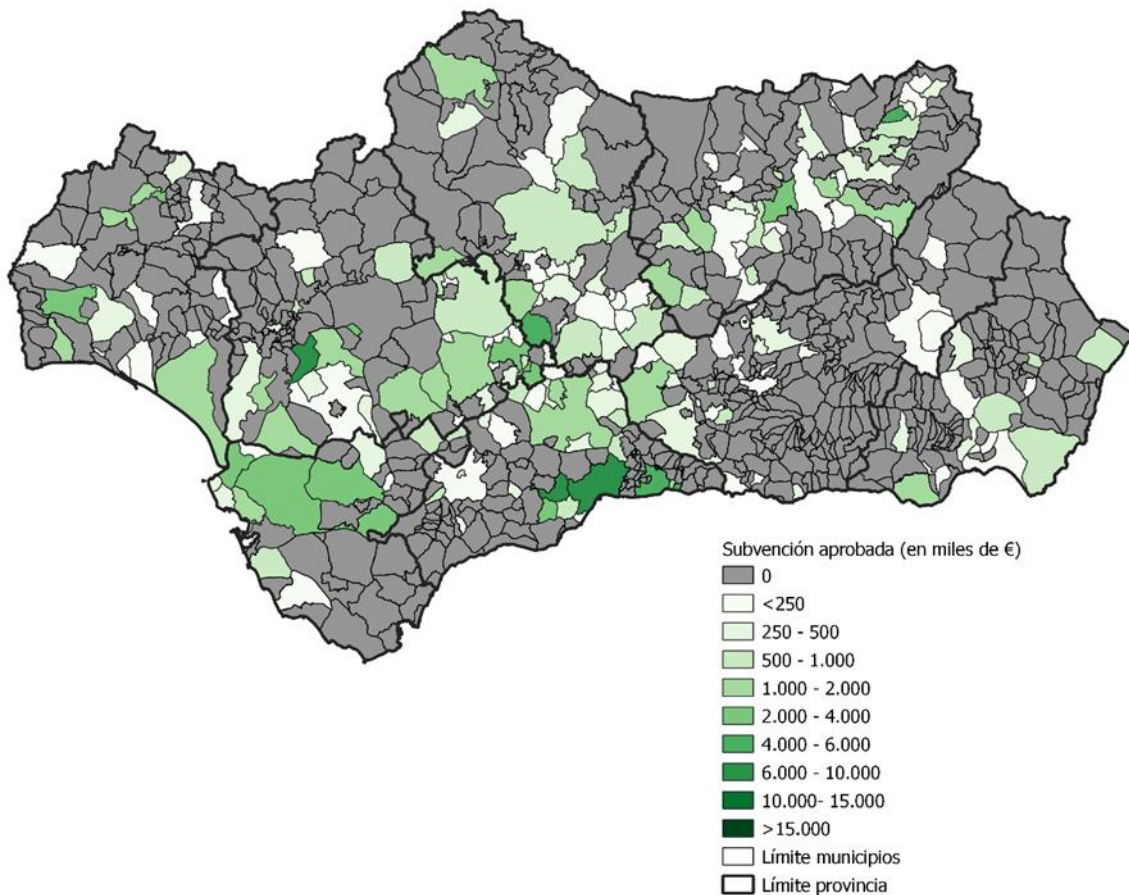 Subvención aprobada (en miles de €)
0
<250
250 - 500
500 - 1.000
1.000 - 2.000
2.000 - 4.000
4.000 - 6.000
6.000 - 10.000
10.000- 15.000
>15.000
Límite municipios
Límite provincia